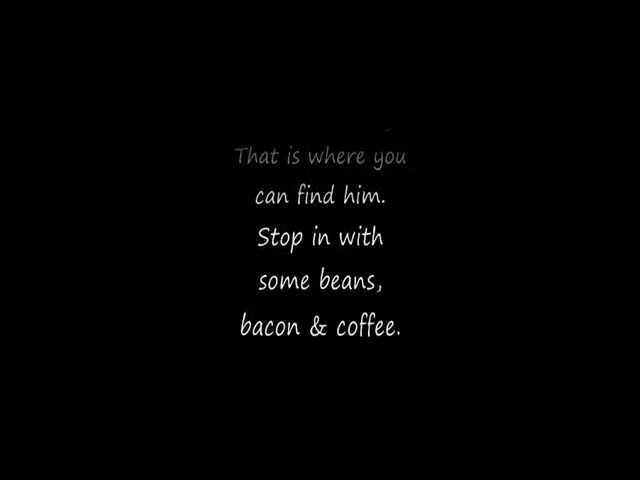 That is where you
can find him.
Stop in with
some beans,
bacon & coffee.